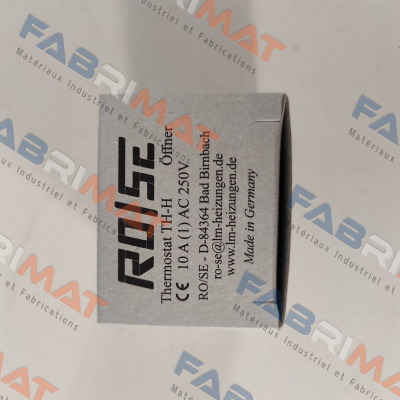 RO/SE
Thermostat TH-H Öffner
CE 10 A (1) AC 250V
RO/SE - D-84364 Bad Birnbach
ro-se@lm-heizungen.de
www.lm-heizungen.de
Made in Germany
FABRIMAT
Materiaux Industriel et Fabrications